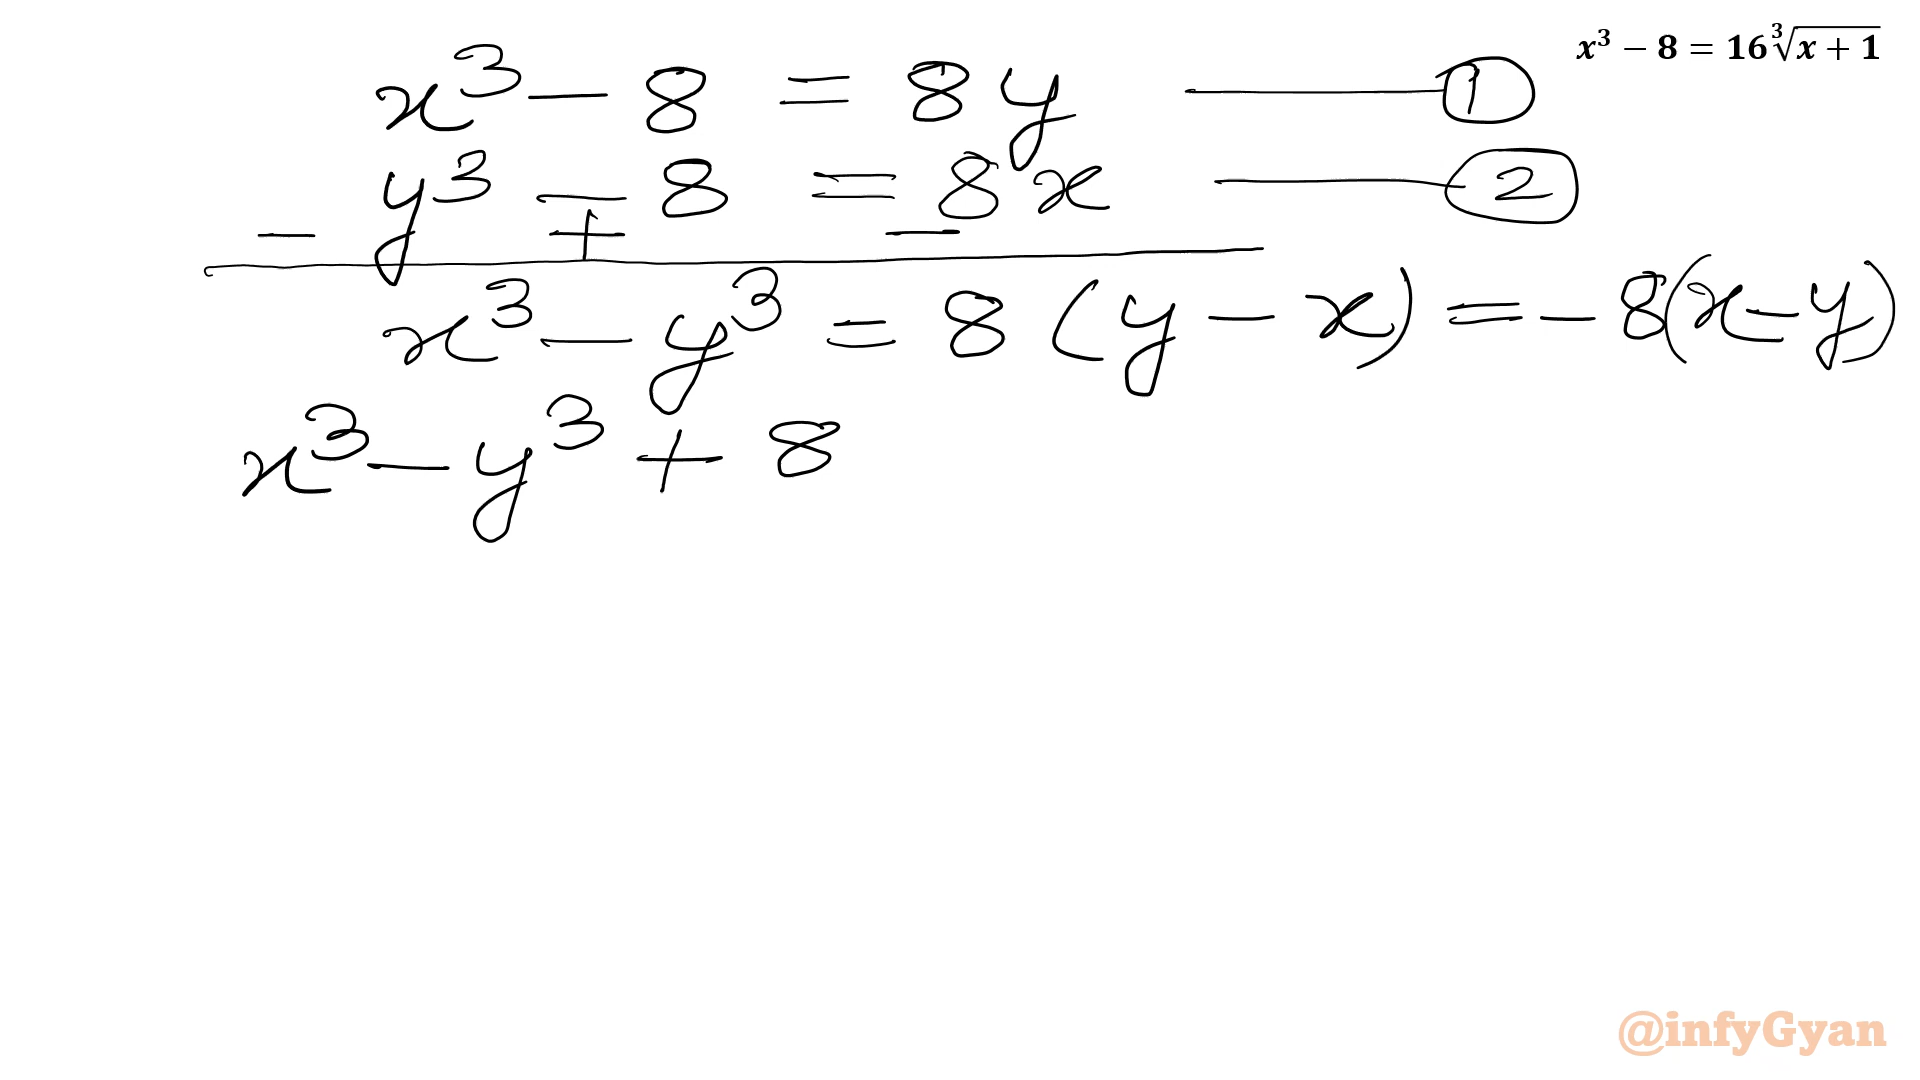 x³ − 8 = 16∛(x + 1)
x³ − 8 = 8y ——— ①
y³ − 8 = 8x ——— ②
− + −
x³ − y³ = 8(y − x) = −8(x − y)
x³ − y³ + 8
@infyGyan